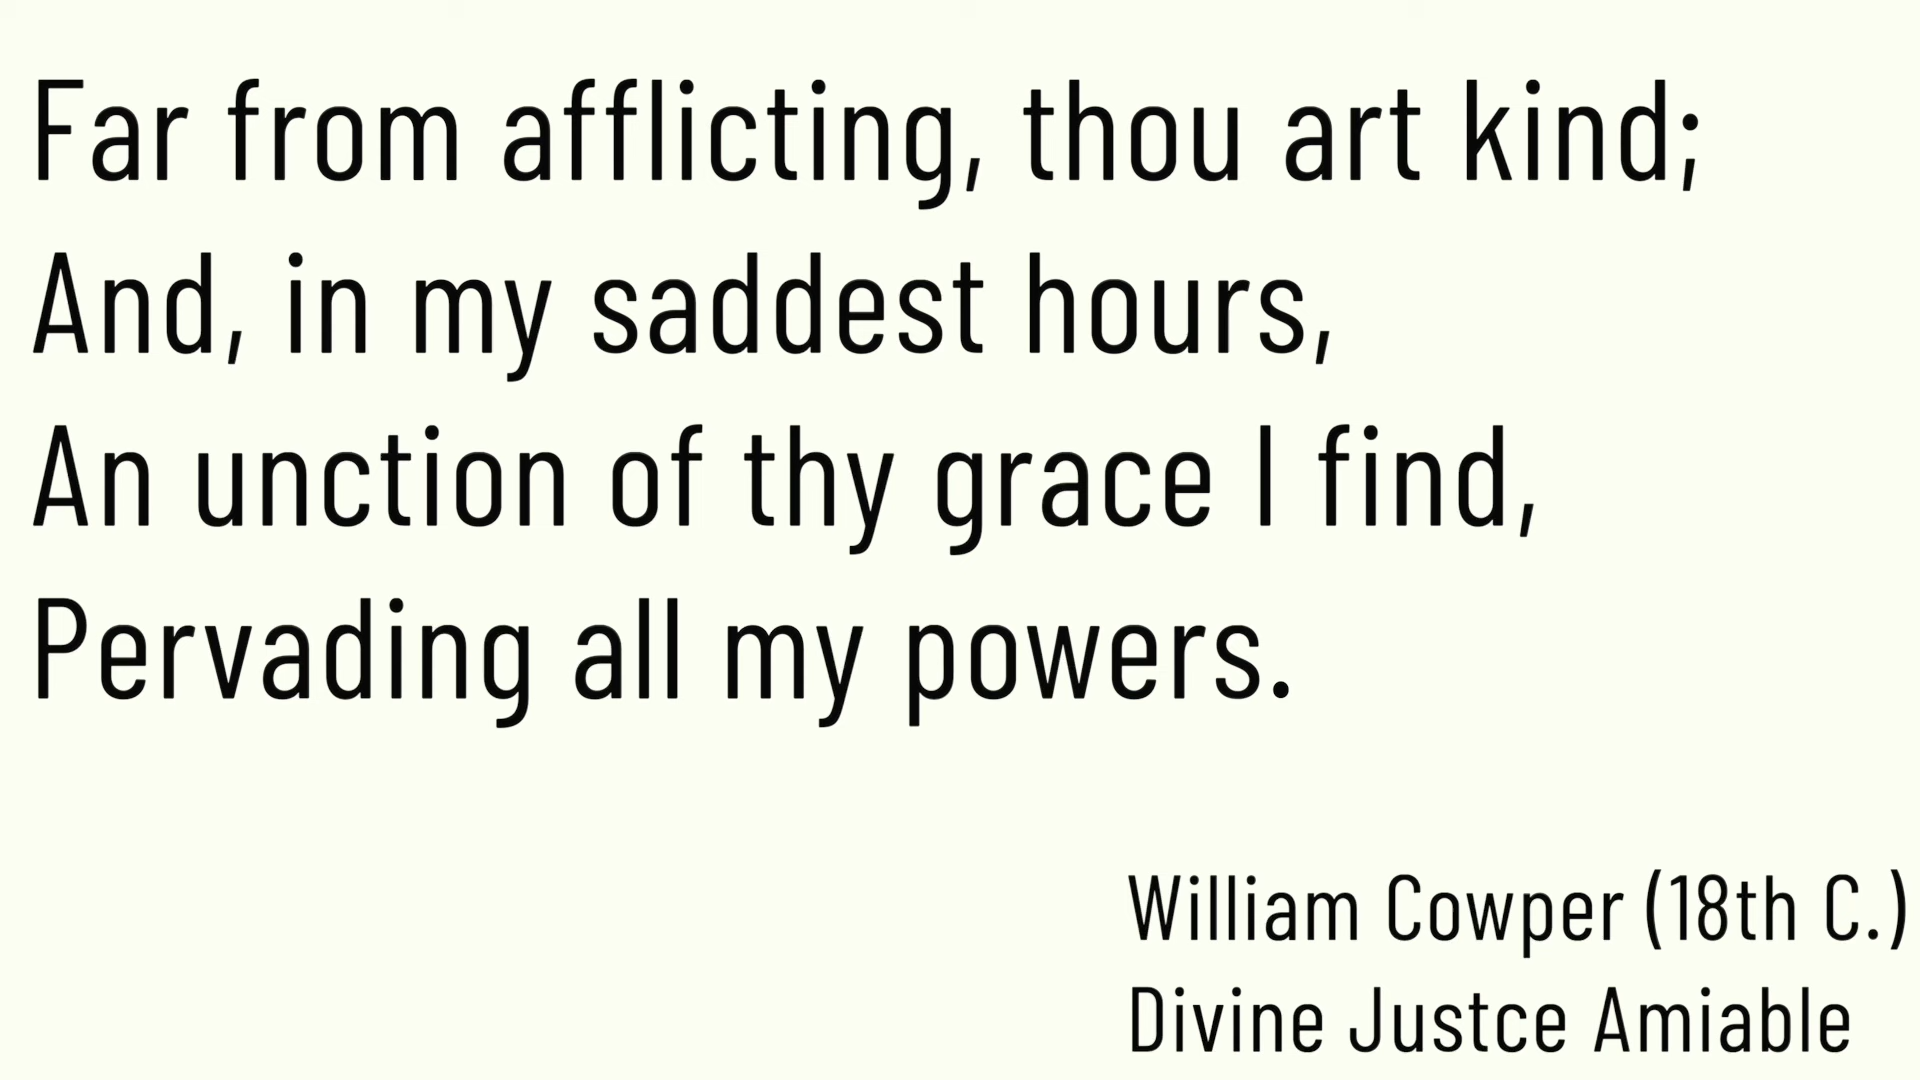 Far from afflicting, thou art kind;
And, in my saddest hours,
An unction of thy grace I find,
Pervading all my powers.
William Cowper (18th C.)
Divine Justce Amiable